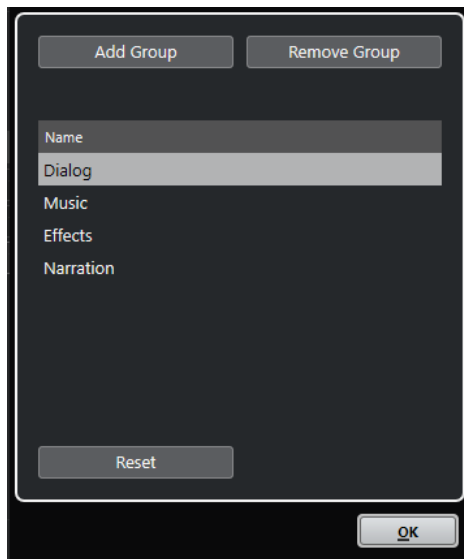 Add Group Remove Group
Name
Dialog
Music
Effects
Narration
Reset
OK